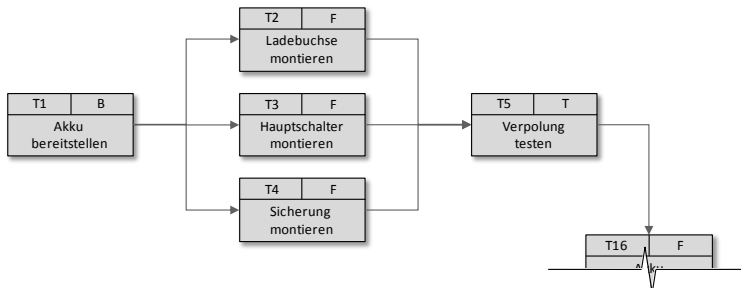 T2 F
Ladebuchse
montieren
T1 B
Akku
bereitstellen
T3 F
Hauptschalter
montieren
T5 T
Verpolung
testen
T4 F
Sicherung
montieren
T16 F